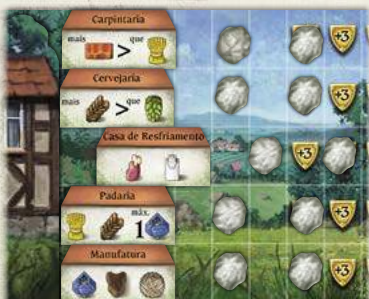 Carpintaria
mais > que
+3
Cervejaria
mais > que
+3
Casa de Resfriamento
+3
Padaria
máx.
1
+3
Manufatura
+3